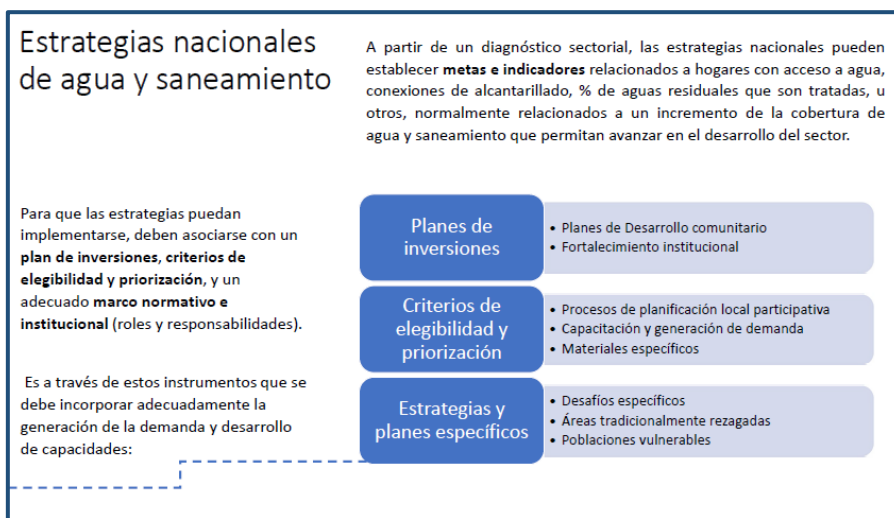 Estrategias nacionales
de agua y saneamiento
A partir de un diagnóstico sectorial, las estrategias nacionales pueden
establecer metas e indicadores relacionados a hogares con acceso a agua,
conexiones de alcantarillado, % de aguas residuales que son tratadas, u
otros, normalmente relacionados a un incremento de la cobertura de
agua y saneamiento que permitan avanzar en el desarrollo del sector.
Para que las estrategias puedan
implementarse, deben asociarse con un
plan de inversiones, criterios de
elegibilidad y priorización, y un
adecuado marco normativo e
institucional (roles y responsabilidades).
Es a través de estos instrumentos que se
debe incorporar adecuadamente la
generación de la demanda y desarrollo
de capacidades:
Planes de
inversiones
• Planes de Desarrollo comunitario
• Fortalecimiento institucional
Criterios de
elegibilidad y
priorización
• Procesos de planificación local participativa
• Capacitación y generación de demanda
• Materiales específicos
Estrategias y
planes específicos
• Desafíos específicos
• Áreas tradicionalmente rezagadas
• Poblaciones vulnerables